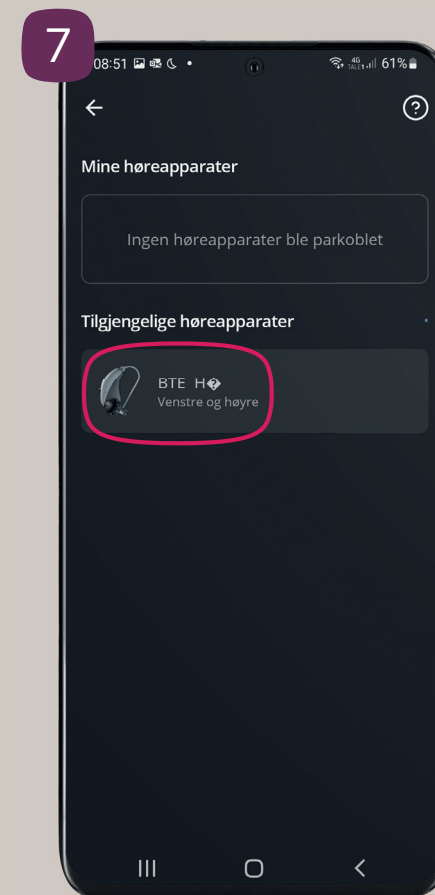 7
08:51 61%
Mine høreapparater
Ingen høreapparater ble parkoblet
Tilgjengelige høreapparater
BTE H�
Venstre og høyre